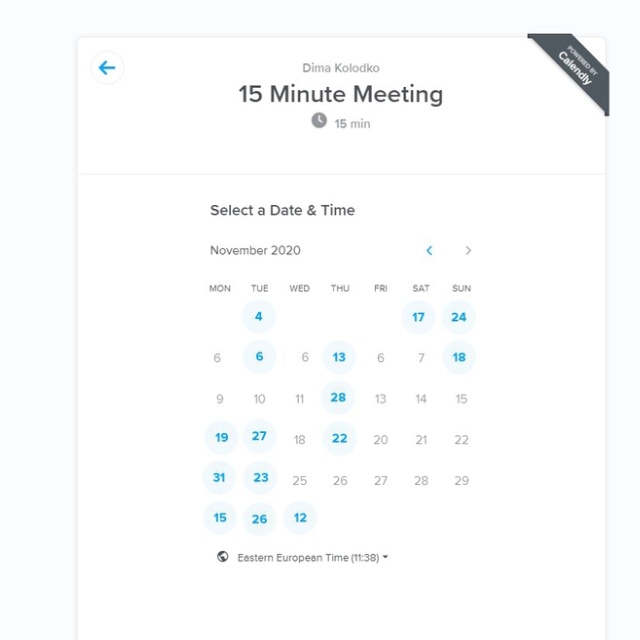 POWERED BY
Calendly
Dima Kolodko
15 Minute Meeting
15 min
Select a Date & Time
November 2020
MON TUE WED THU FRI SAT SUN
4 17 24
6 6 6 13 6 7 18
9 10 11 28 13 14 15
19 27 18 22 20 21 22
31 23 25 26 27 28 29
15 26 12
Eastern European Time (11:38)